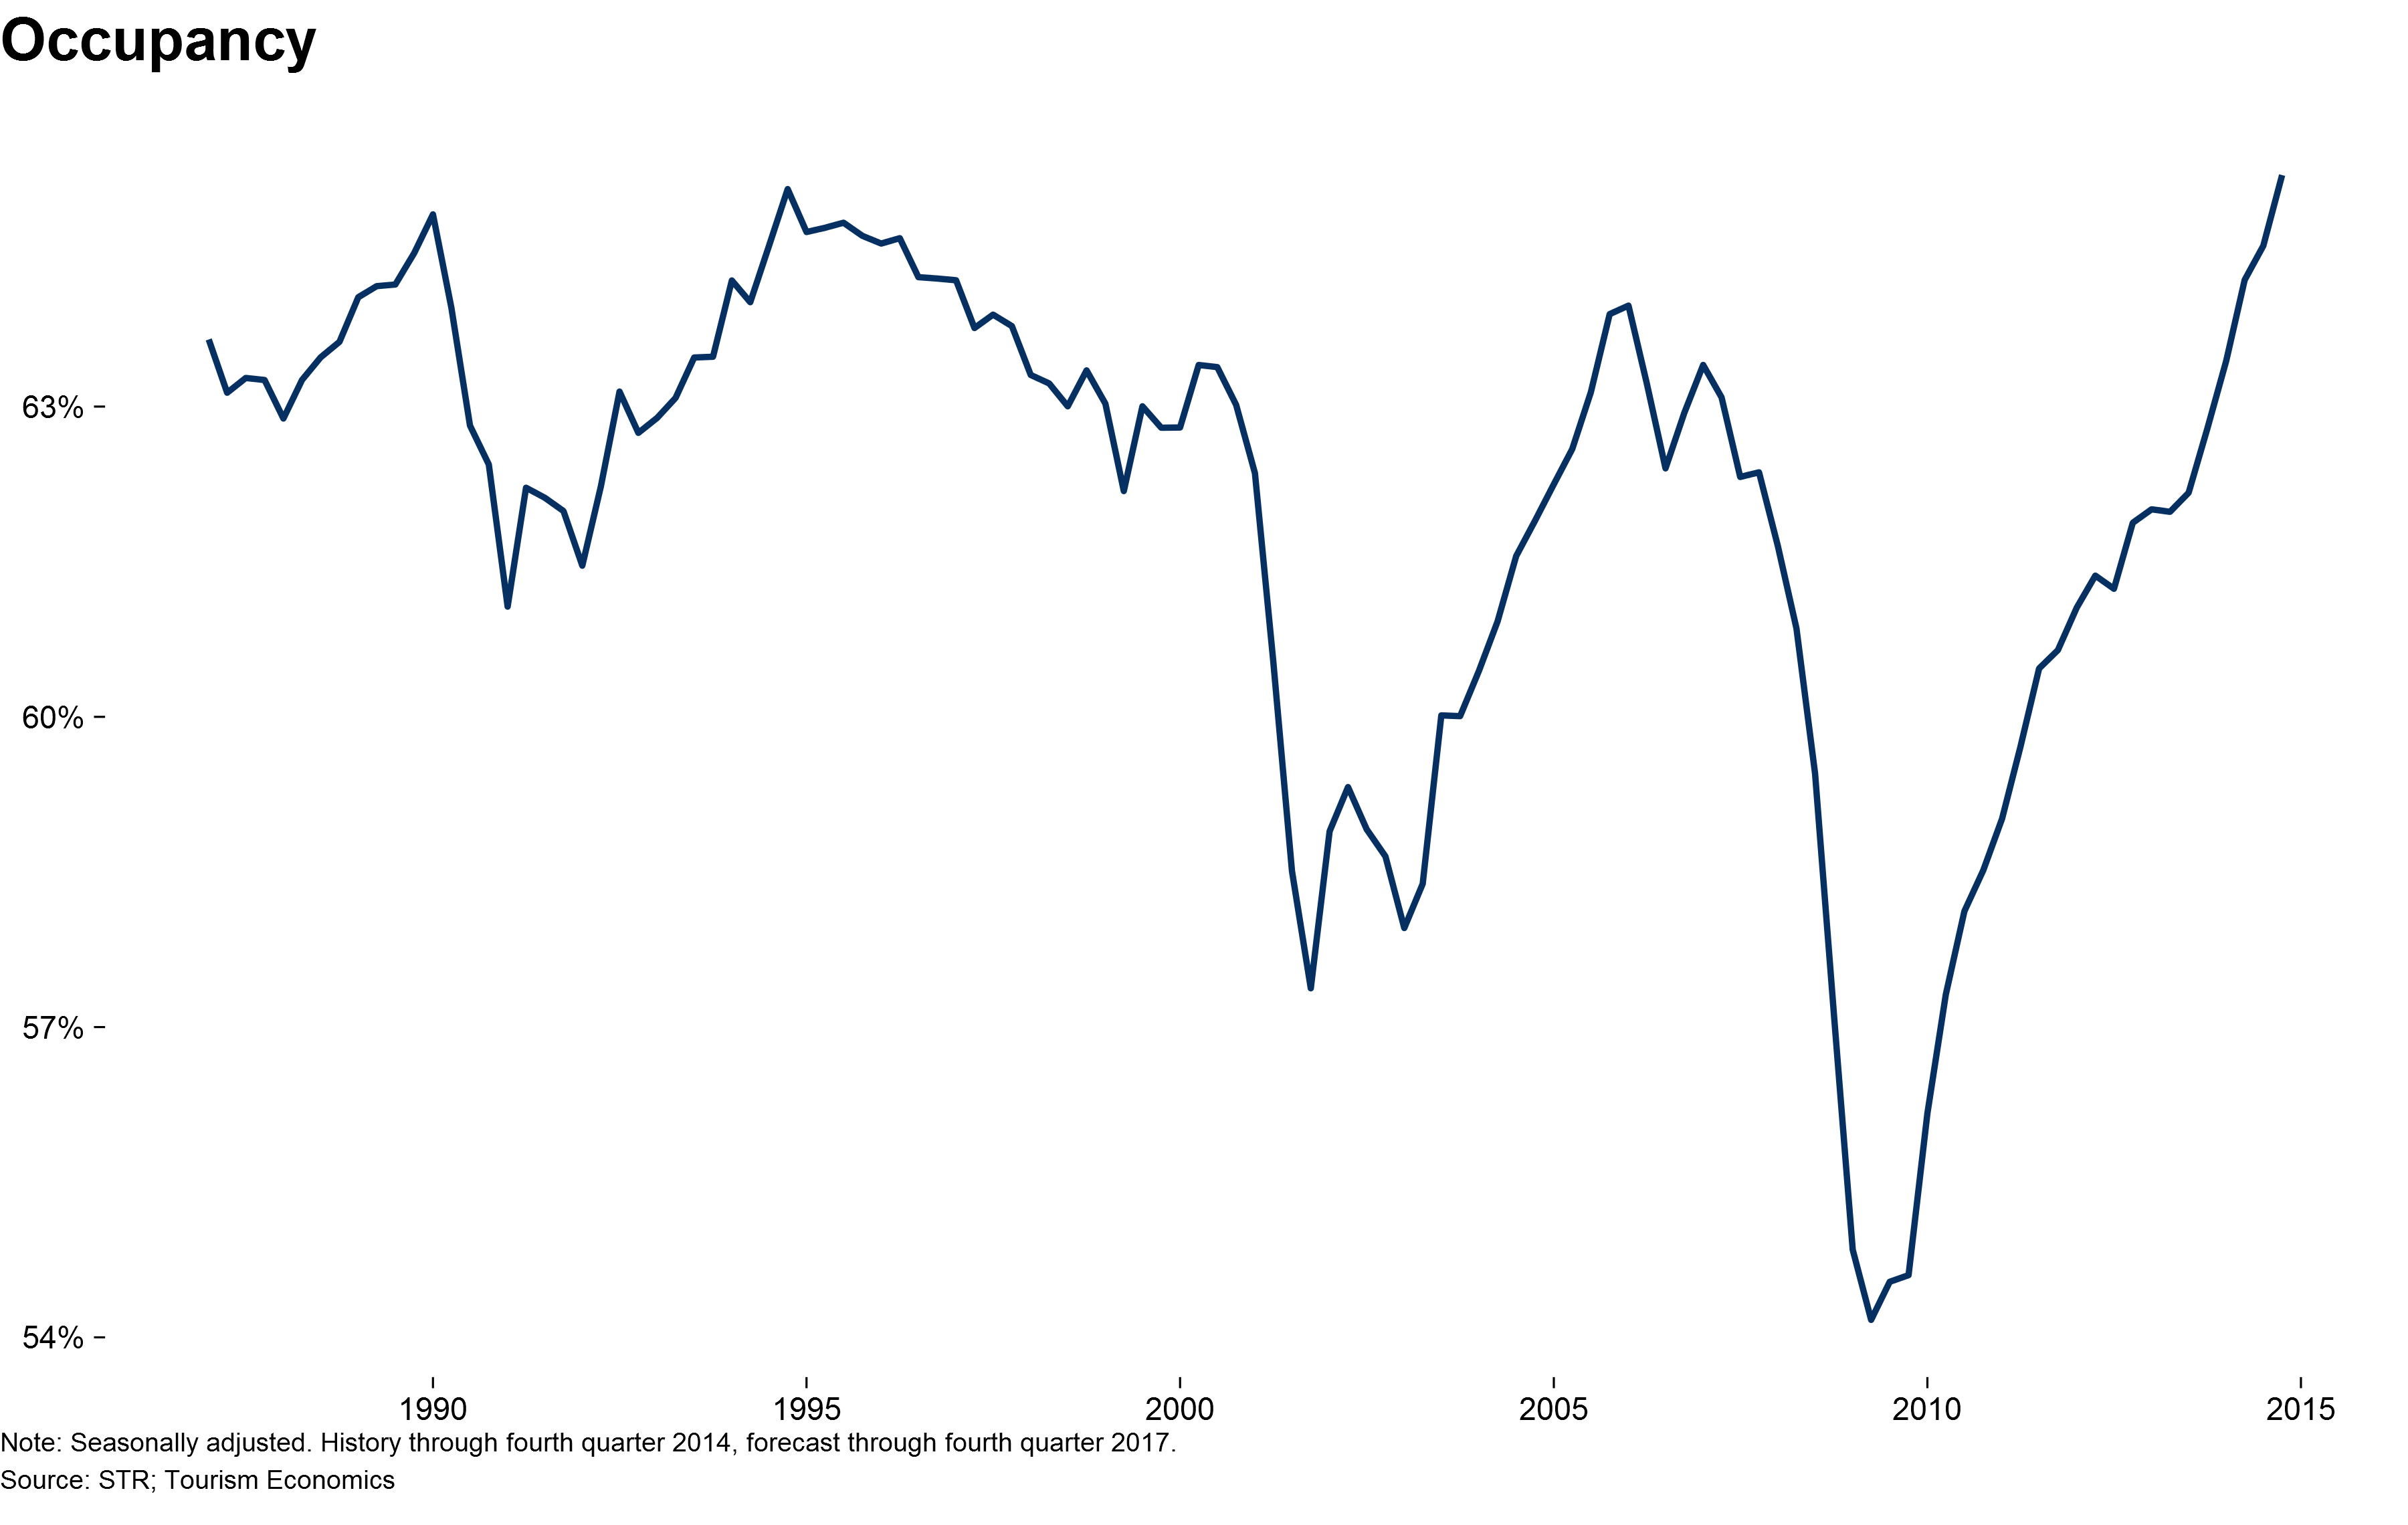 Occupancy
63%
60%
57%
54%
1990 1995 2000 2005 2010 2015
Note: Seasonally adjusted. History through fourth quarter 2014, forecast through fourth quarter 2017.
Source: STR; Tourism Economics